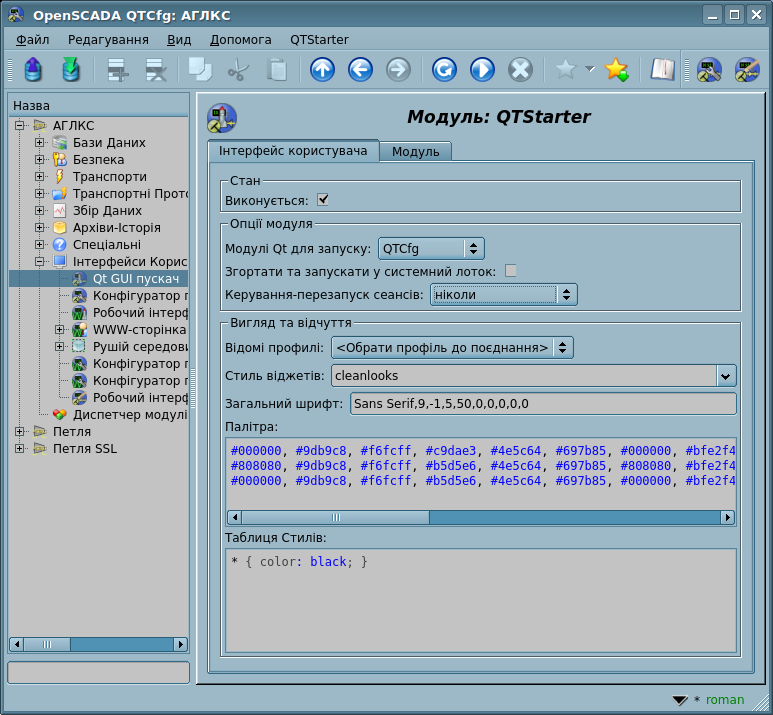 OpenSCADA QTCfg: АГЛКС
Файл Редагування Вид Допомога QTStarter
Назва
АГЛКС
Бази Даних
Безпека
Транспорти
Транспортні Прото
Збір Даних
Архіви-Історія
Спеціальні
Інтерфейси Корис
Qt GUI пускач
Конфігуратор
Робочий інтерф
WWW-сторінка
Рушій середови
Конфігуратор
Конфігуратор
Робочий інтерф
Диспетчер модулі
Петля
Петля SSL
Модуль: QTStarter
Інтерфейс користувача Модуль
Стан
Виконується:
Опції модуля
Модулі Qt для запуску: QTCfg
Згортати та запускати у системний лоток:
Керування-перезапуск сеансів: ніколи
Вигляд та відчуття
Відомі профілі: <Обрати профіль до поєднання>
Стиль віджетів: cleanlooks
Загальний шрифт: Sans Serif,9,-1,5,50,0,0,0,0,0
Палітра:
#000000, #9db9c8, #f6fcff, #c9dae3, #4e5c64, #697b85, #000000, #bfe2f4
#808080, #9db9c8, #f6fcff, #b5d5e6, #4e5c64, #697b85, #808080, #bfe2f4
#000000, #9db9c8, #f6fcff, #b5d5e6, #4e5c64, #697b85, #000000, #bfe2f4
Таблиця Стилів:
* { color: black; }
* roman